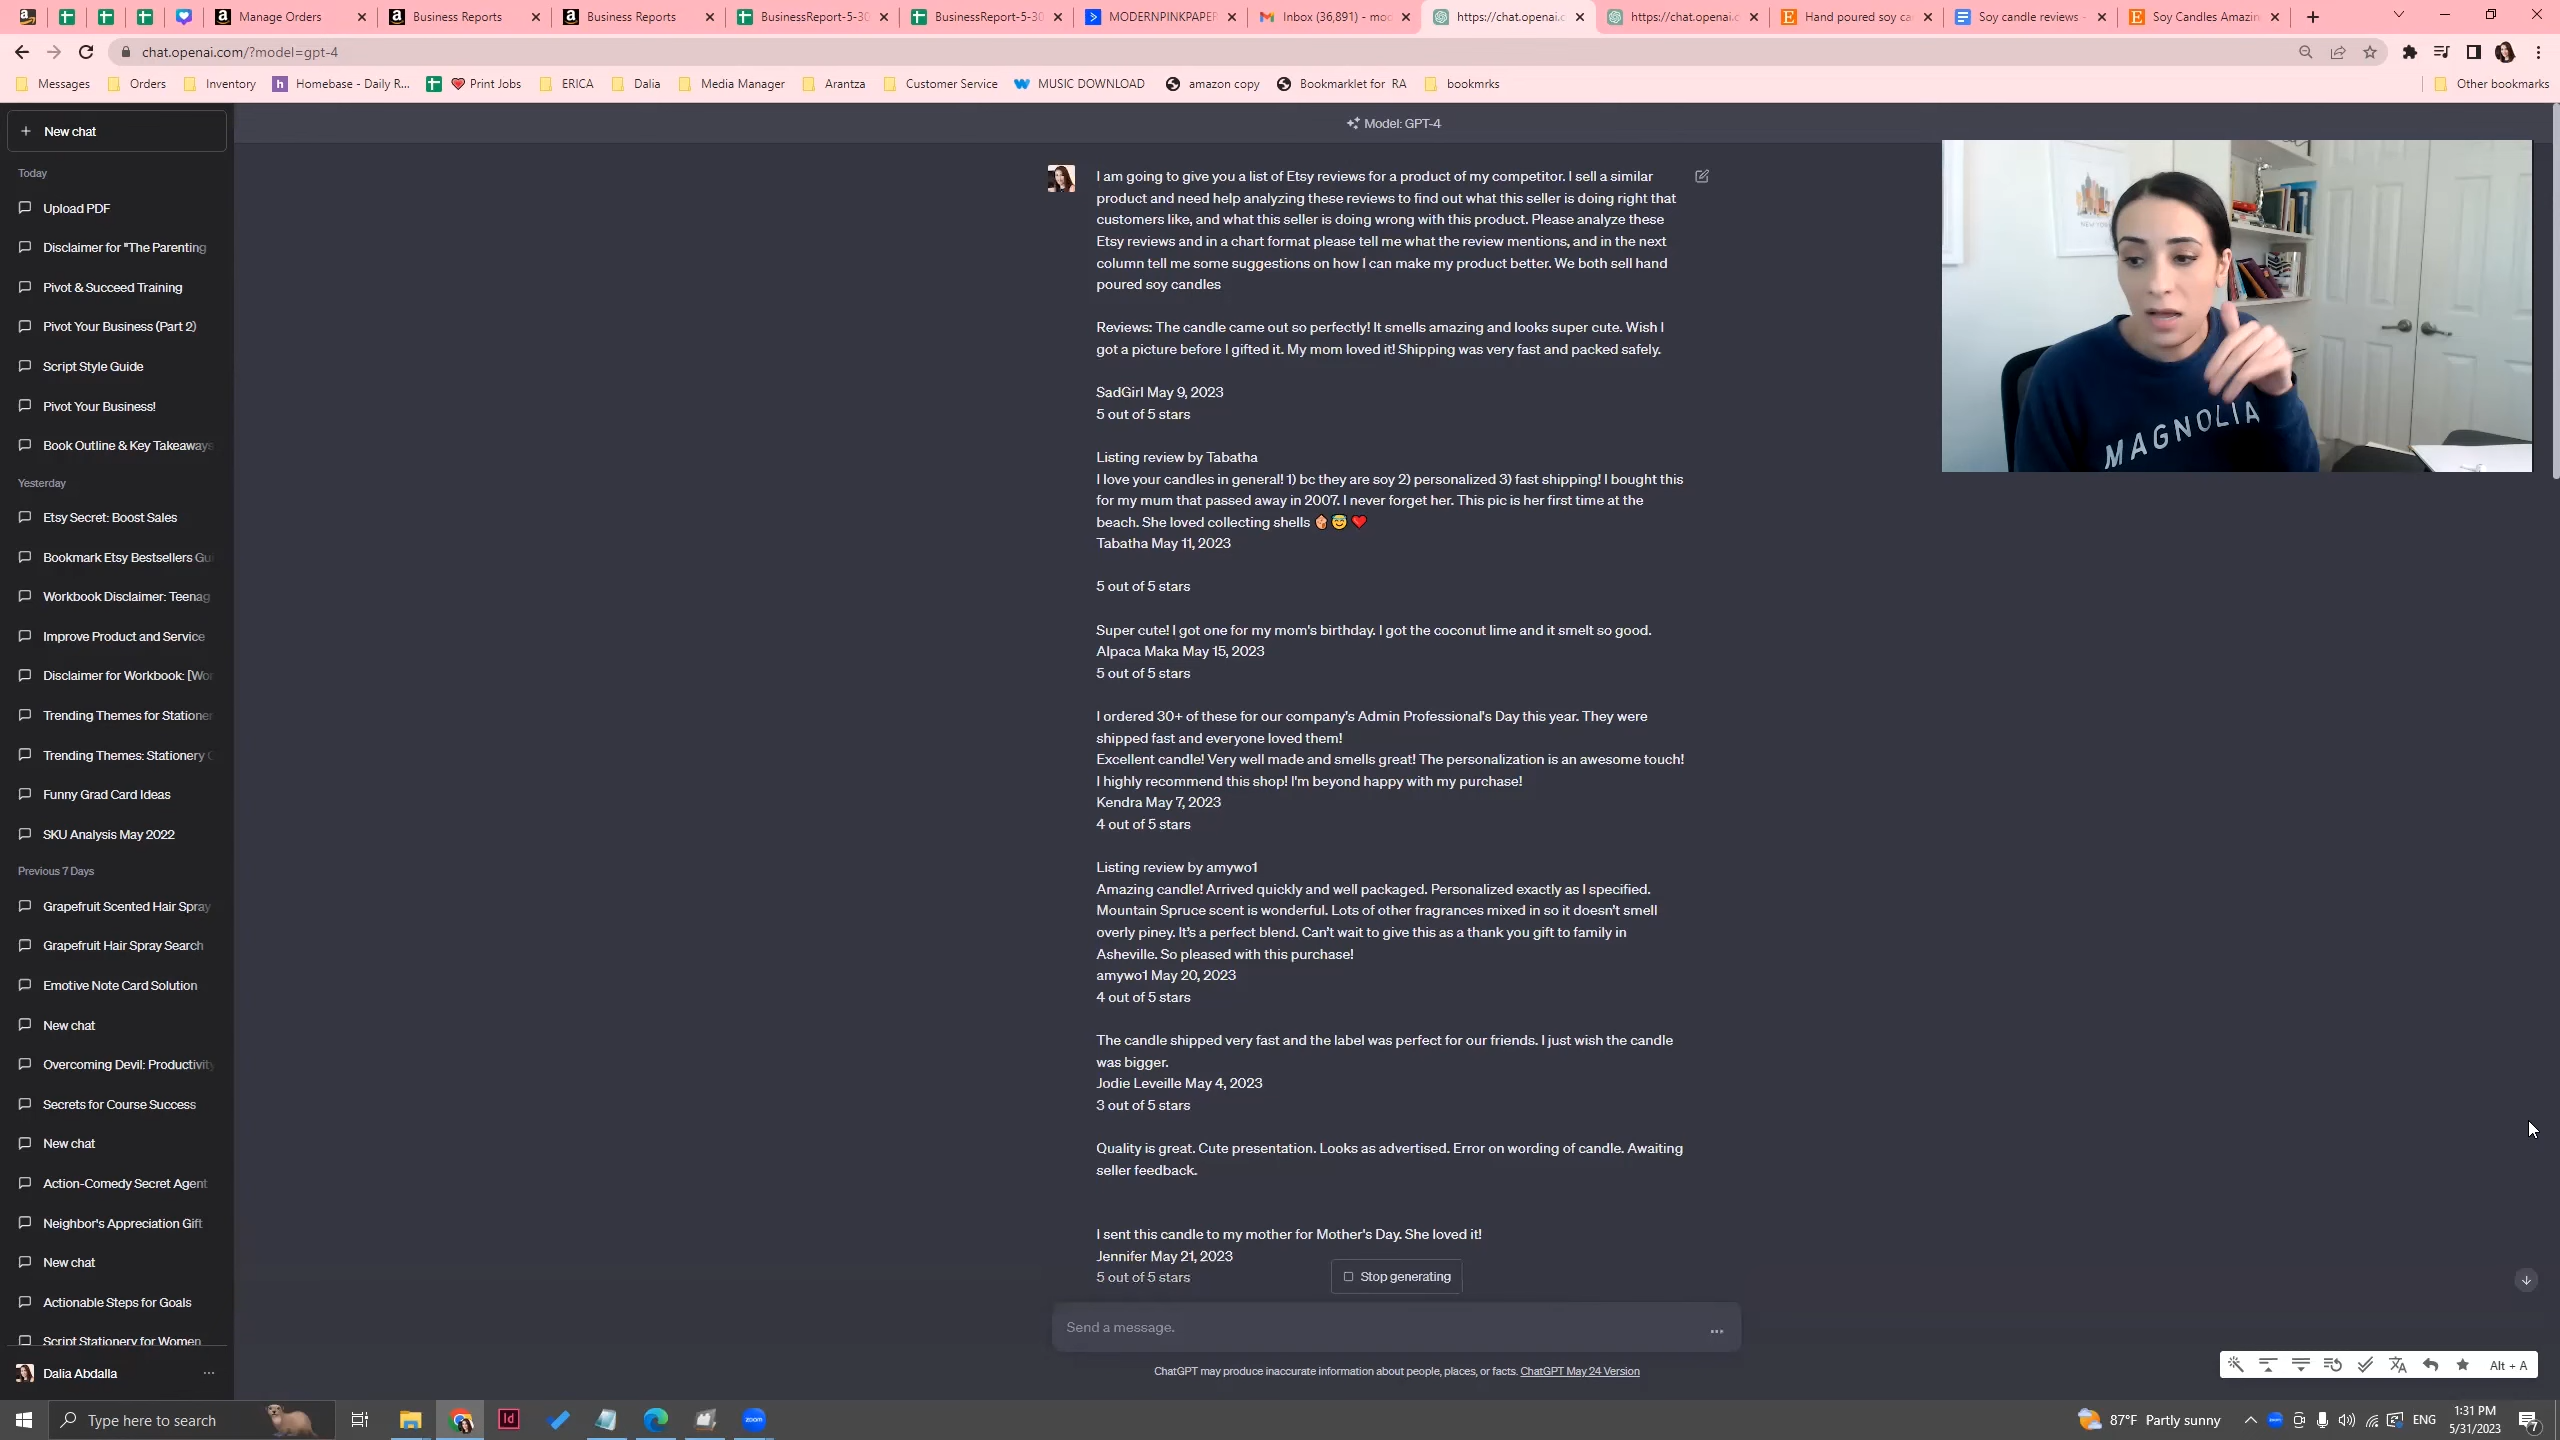 Manage Orders
Business Reports
Business Reports
BusinessReport-5-30
BusinessReport-5-30
MODERNPINKPAPER
Inbox (36,891) - mod
https://chat.openai.c
https://chat.openai.c
Hand poured soy ca
Soy candle reviews -
Soy Candles Amazin
chat.openai.com/?model=gpt-4
Messages
Orders
Inventory
Homebase - Daily R...
Print Jobs
ERICA
Dalia
Media Manager
Arantza
Customer Service
MUSIC DOWNLOAD
amazon copy
Bookmarklet for RA
bookmrks
Other bookmarks
New chat
Today
Upload PDF
Disclaimer for "The Parenting
Pivot & Succeed Training
Pivot Your Business (Part 2)
Script Style Guide
Pivot Your Business!
Book Outline & Key Takeaways
Yesterday
Etsy Secret: Boost Sales
Bookmark Etsy Bestsellers Gui
Workbook Disclaimer: Teenag
Improve Product and Service
Disclaimer for Workbook: [Wor
Trending Themes for Stationer
Trending Themes: Stationery C
Funny Grad Card Ideas
SKU Analysis May 2022
Previous 7 Days
Grapefruit Scented Hair Spray
Grapefruit Hair Spray Search
Emotive Note Card Solution
New chat
Overcoming Devil: Productivity
Secrets for Course Success
New chat
Action-Comedy Secret Agent
Neighbor's Appreciation Gift
New chat
Actionable Steps for Goals
Script Stationery for Women
Dalia Abdalla
Model: GPT-4
I am going to give you a list of Etsy reviews for a product of my competitor. I sell a similar
product and need help analyzing these reviews to find out what this seller is doing right that
customers like, and what this seller is doing wrong with this product. Please analyze these
Etsy reviews and in a chart format please tell me what the review mentions, and in the next
column tell me some suggestions on how I can make my product better. We both sell hand
poured soy candles
Reviews: The candle came out so perfectly! It smells amazing and looks super cute. Wish I
got a picture before I gifted it. My mom loved it! Shipping was very fast and packed safely.
SadGirl May 9, 2023
5 out of 5 stars
Listing review by Tabatha
I love your candles in general! 1) bc they are soy 2) personalized 3) fast shipping! I bought this
for my mum that passed away in 2007. I never forget her. This pic is her first time at the
beach. She loved collecting shells
Tabatha May 11, 2023
5 out of 5 stars
Super cute! I got one for my mom's birthday. I got the coconut lime and it smelt so good.
Alpaca Maka May 15, 2023
5 out of 5 stars
I ordered 30+ of these for our company's Admin Professional's Day this year. They were
shipped fast and everyone loved them!
Excellent candle! Very well made and smells great! The personalization is an awesome touch!
I highly recommend this shop! I'm beyond happy with my purchase!
Kendra May 7, 2023
4 out of 5 stars
Listing review by amywo1
Amazing candle! Arrived quickly and well packaged. Personalized exactly as I specified.
Mountain Spruce scent is wonderful. Lots of other fragrances mixed in so it doesn't smell
overly piney. It's a perfect blend. Can't wait to give this as a thank you gift to family in
Asheville. So pleased with this purchase!
amywo1 May 20, 2023
4 out of 5 stars
The candle shipped very fast and the label was perfect for our friends. I just wish the candle
was bigger.
Jodie Leveille May 4, 2023
3 out of 5 stars
Quality is great. Cute presentation. Looks as advertised. Error on wording of candle. Awaiting
seller feedback.
I sent this candle to my mother for Mother's Day. She loved it!
Jennifer May 21, 2023
5 out of 5 stars
Stop generating
Send a message.
ChatGPT may produce inaccurate information about people, places, or facts. ChatGPT May 24 Version
MAGNOLIA
Alt + A
Type here to search
87°F Partly sunny
ENG
1:31 PM
5/31/2023